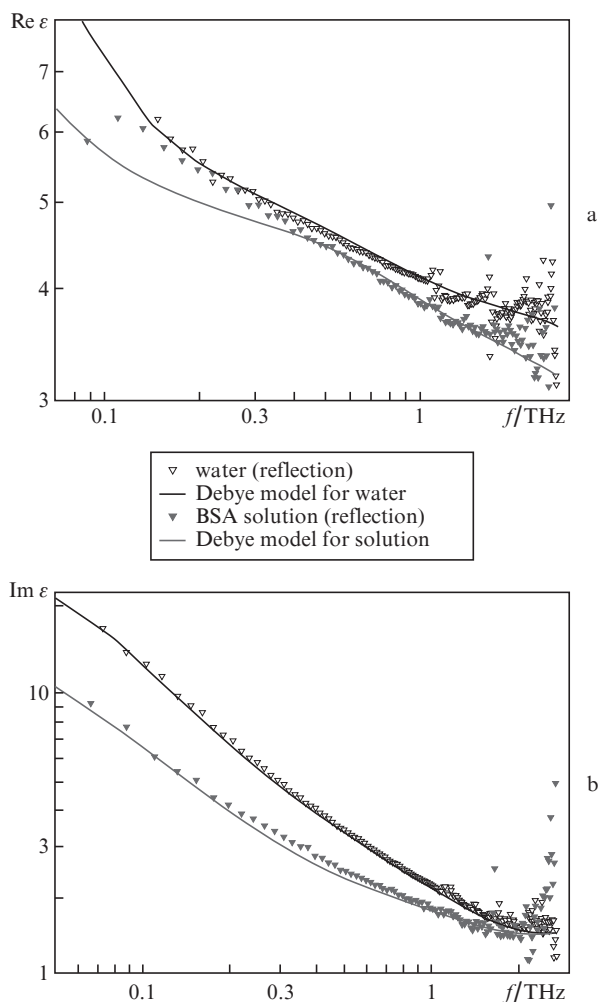 Re ε
7
6
5
4
3
0.1 0.3 1 f/THz
a
water (reflection)
Debye model for water
BSA solution (reflection)
Debye model for solution
Im ε
10
3
1
0.1 0.3 1 f/THz
b